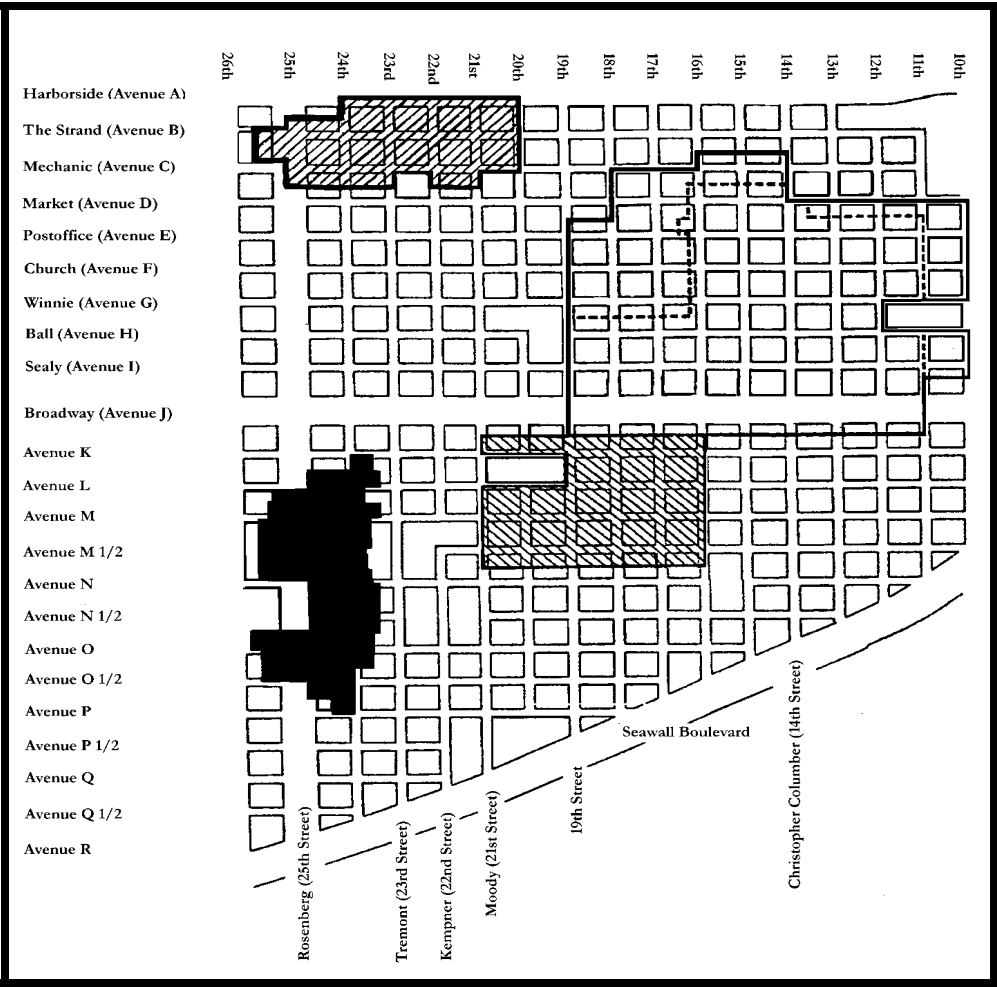 26th
25th
24th
23rd
22nd
21st
20th
19th
18th
17th
16th
15th
14th
13th
12th
11th
10th
Harborside (Avenue A)
The Strand (Avenue B)
Mechanic (Avenue C)
Market (Avenue D)
Postoffice (Avenue E)
Church (Avenue F)
Winnie (Avenue G)
Ball (Avenue H)
Sealy (Avenue I)
Broadway (Avenue J)
Avenue K
Avenue L
Avenue M
Avenue M 1/2
Avenue N
Avenue N 1/2
Avenue O
Avenue O 1/2
Avenue P
Avenue P 1/2
Avenue Q
Avenue Q 1/2
Avenue R
Seawall Boulevard
Rosenberg (25th Street)
Tremont (23rd Street)
Kempner (22nd Street)
Moody (21st Street)
19th Street
Christopher Columber (14th Street)